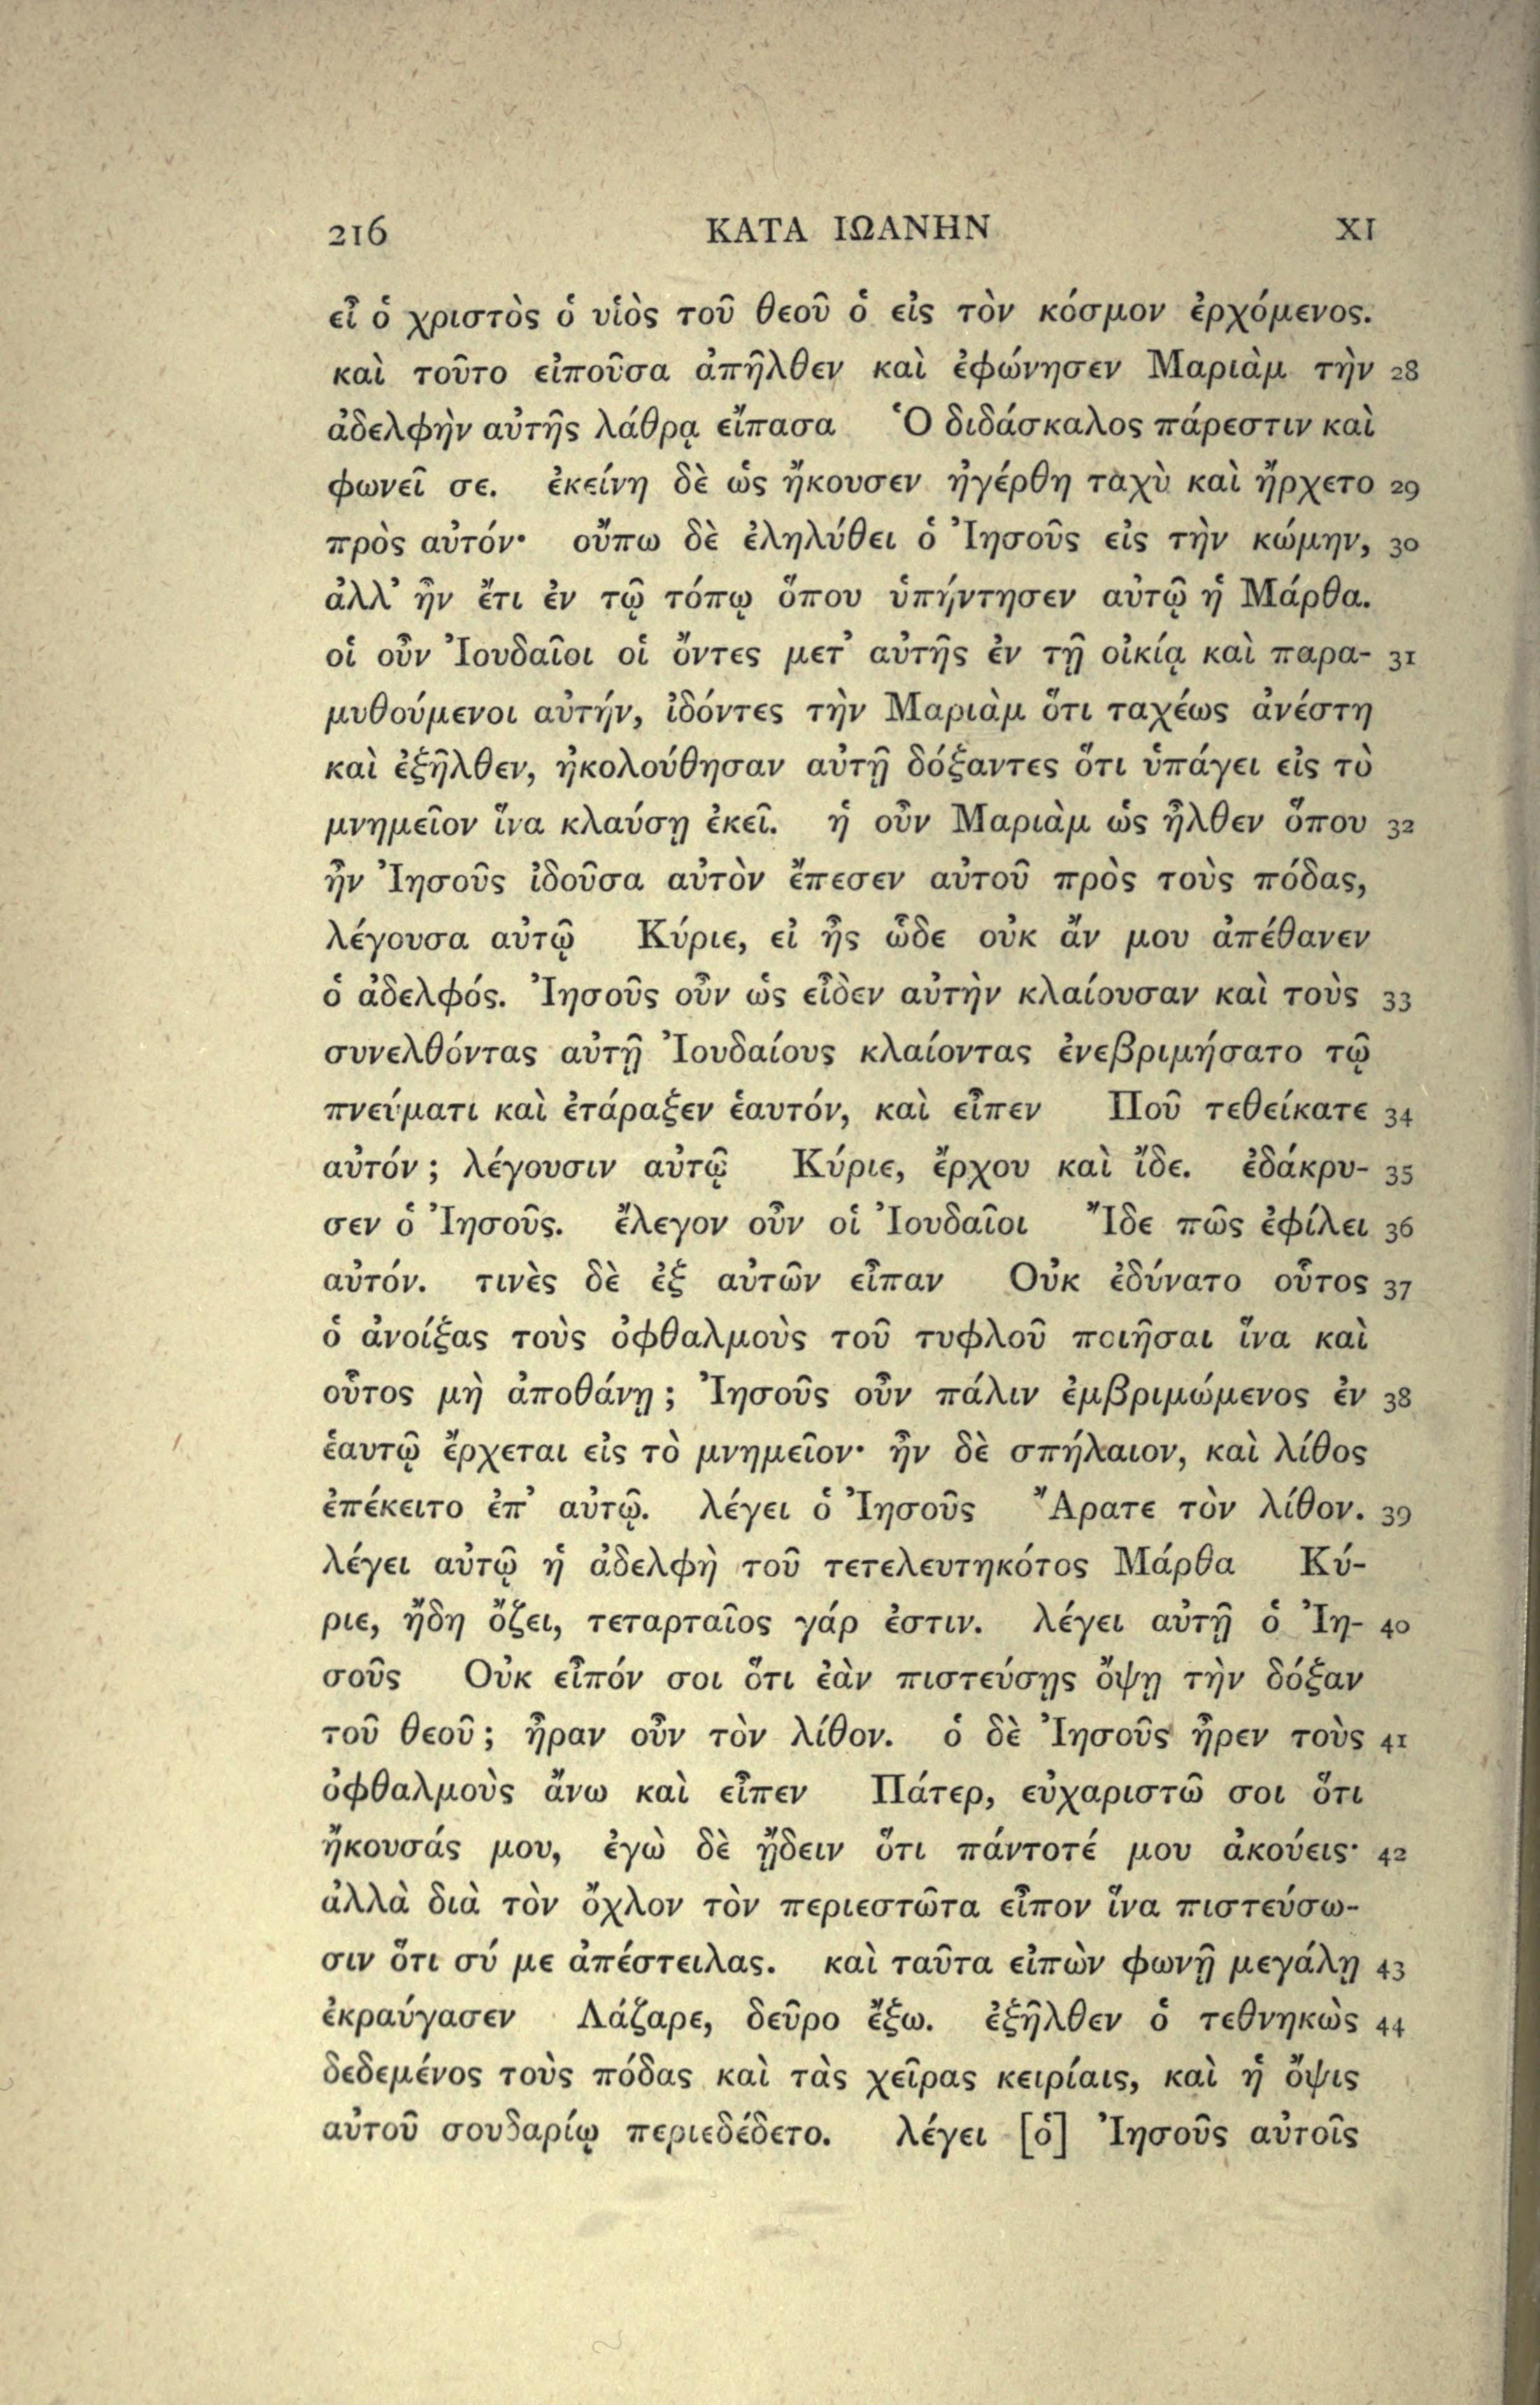 216 ΚΑΤΑ ΙΩΑΝΗΝ XI
εἶ ὁ χριστὸς ὁ υἱὸς τοῦ θεοῦ ὁ εἰς τὸν κόσμον ἐρχόμενος.
καὶ τοῦτο εἰποῦσα ἀπῆλθεν καὶ ἐφώνησεν Μαριὰμ τὴν 28
ἀδελφὴν αὐτῆς λάθρᾳ εἴπασα Ὁ διδάσκαλος πάρεστιν καὶ
φωνεῖ σε. ἐκείνη δὲ ὡς ἤκουσεν ἠγέρθη ταχὺ καὶ ἤρχετο 29
πρὸς αὐτόν· οὔπω δὲ ἐληλύθει ὁ Ἰησοῦς εἰς τὴν κώμην, 30
ἀλλ' ἦν ἔτι ἐν τῷ τόπῳ ὅπου ὑπήντησεν αὐτῷ ἡ Μάρθα.
οἱ οὖν Ἰουδαῖοι οἱ ὄντες μετ' αὐτῆς ἐν τῇ οἰκίᾳ καὶ παρα- 31
μυθούμενοι αὐτήν, ἰδόντες τὴν Μαριὰμ ὅτι ταχέως ἀνέστη
καὶ ἐξῆλθεν, ἠκολούθησαν αὐτῇ δόξαντες ὅτι ὑπάγει εἰς τὸ
μνημεῖον ἵνα κλαύσῃ ἐκεῖ. ἡ οὖν Μαριὰμ ὡς ἦλθεν ὅπου 32
ἦν Ἰησοῦς ἰδοῦσα αὐτὸν ἔπεσεν αὐτοῦ πρὸς τοὺς πόδας,
λέγουσα αὐτῷ Κύριε, εἰ ἦς ὧδε οὐκ ἄν μου ἀπέθανεν
ὁ ἀδελφός. Ἰησοῦς οὖν ὡς εἶδεν αὐτὴν κλαίουσαν καὶ τοὺς 33
συνελθόντας αὐτῇ Ἰουδαίους κλαίοντας ἐνεβριμήσατο τῷ
πνεύματι καὶ ἐτάραξεν ἑαυτόν, καὶ εἶπεν Ποῦ τεθείκατε 34
αὐτόν; λέγουσιν αὐτῷ Κύριε, ἔρχου καὶ ἴδε. ἐδάκρυ- 35
σεν ὁ Ἰησοῦς. ἔλεγον οὖν οἱ Ἰουδαῖοι Ἴδε πῶς ἐφίλει 36
αὐτόν. τινὲς δὲ ἐξ αὐτῶν εἶπαν Οὐκ ἐδύνατο οὗτος 37
ὁ ἀνοίξας τοὺς ὀφθαλμοὺς τοῦ τυφλοῦ ποιῆσαι ἵνα καὶ
οὗτος μὴ ἀποθάνῃ; Ἰησοῦς οὖν πάλιν ἐμβριμώμενος ἐν 38
ἑαυτῷ ἔρχεται εἰς τὸ μνημεῖον· ἦν δὲ σπήλαιον, καὶ λίθος
ἐπέκειτο ἐπ' αὐτῷ. λέγει ὁ Ἰησοῦς Ἄρατε τὸν λίθον. 39
λέγει αὐτῷ ἡ ἀδελφὴ τοῦ τετελευτηκότος Μάρθα Κύ-
ριε, ἤδη ὄζει, τεταρταῖος γάρ ἐστιν. λέγει αὐτῇ ὁ Ἰη- 40
σοῦς Οὐκ εἶπόν σοι ὅτι ἐὰν πιστεύσῃς ὄψῃ τὴν δόξαν
τοῦ θεοῦ; ἦραν οὖν τὸν λίθον. ὁ δὲ Ἰησοῦς ἦρεν τοὺς 41
ὀφθαλμοὺς ἄνω καὶ εἶπεν Πάτερ, εὐχαριστῶ σοι ὅτι
ἤκουσάς μου, ἐγὼ δὲ ᾔδειν ὅτι πάντοτέ μου ἀκούεις· 42
ἀλλὰ διὰ τὸν ὄχλον τὸν περιεστῶτα εἶπον ἵνα πιστεύσω-
σιν ὅτι σύ με ἀπέστειλας. καὶ ταῦτα εἰπὼν φωνῇ μεγάλῃ 43
ἐκραύγασεν Λάζαρε, δεῦρο ἔξω. ἐξῆλθεν ὁ τεθνηκὼς 44
δεδεμένος τοὺς πόδας καὶ τὰς χεῖρας κειρίαις, καὶ ἡ ὄψις
αὐτοῦ σουδαρίῳ περιεδέδετο. λέγει [ὁ] Ἰησοῦς αὐτοῖς